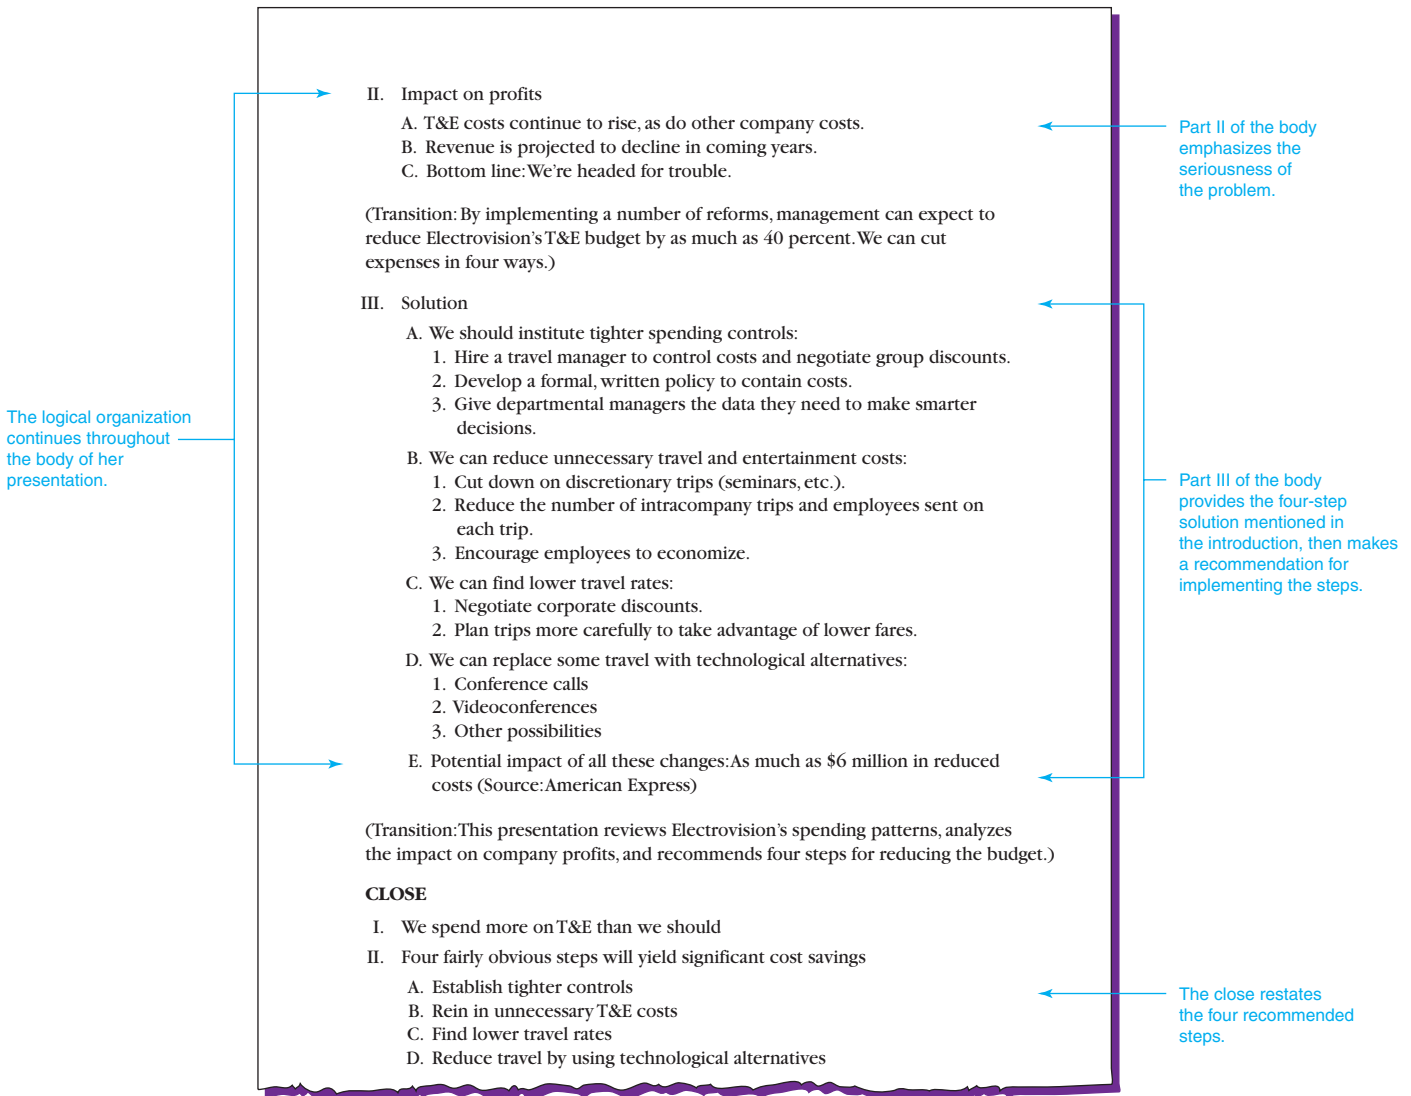 II. Impact on profits
A. T&E costs continue to rise, as do other company costs.
B. Revenue is projected to decline in coming years.
C. Bottom line: We're headed for trouble.
Part II of the body
emphasizes the
seriousness of
the problem.
(Transition: By implementing a number of reforms, management can expect to
reduce Electrovision's T&E budget by as much as 40 percent. We can cut
expenses in four ways.)
III. Solution
A. We should institute tighter spending controls:
1. Hire a travel manager to control costs and negotiate group discounts.
2. Develop a formal, written policy to contain costs.
3. Give departmental managers the data they need to make smarter
decisions.
The logical organization
continues throughout
the body of her
presentation.
B. We can reduce unnecessary travel and entertainment costs:
1. Cut down on discretionary trips (seminars, etc.).
2. Reduce the number of intracompany trips and employees sent on
each trip.
3. Encourage employees to economize.
Part III of the body
provides the four-step
solution mentioned in
the introduction, then makes
a recommendation for
implementing the steps.
C. We can find lower travel rates:
1. Negotiate corporate discounts.
2. Plan trips more carefully to take advantage of lower fares.
D. We can replace some travel with technological alternatives:
1. Conference calls
2. Videoconferences
3. Other possibilities
E. Potential impact of all these changes: As much as $6 million in reduced
costs (Source: American Express)
(Transition: This presentation reviews Electrovision's spending patterns, analyzes
the impact on company profits, and recommends four steps for reducing the budget.)
CLOSE
I. We spend more on T&E than we should
II. Four fairly obvious steps will yield significant cost savings
A. Establish tighter controls
B. Rein in unnecessary T&E costs
C. Find lower travel rates
D. Reduce travel by using technological alternatives
The close restates
the four recommended
steps.